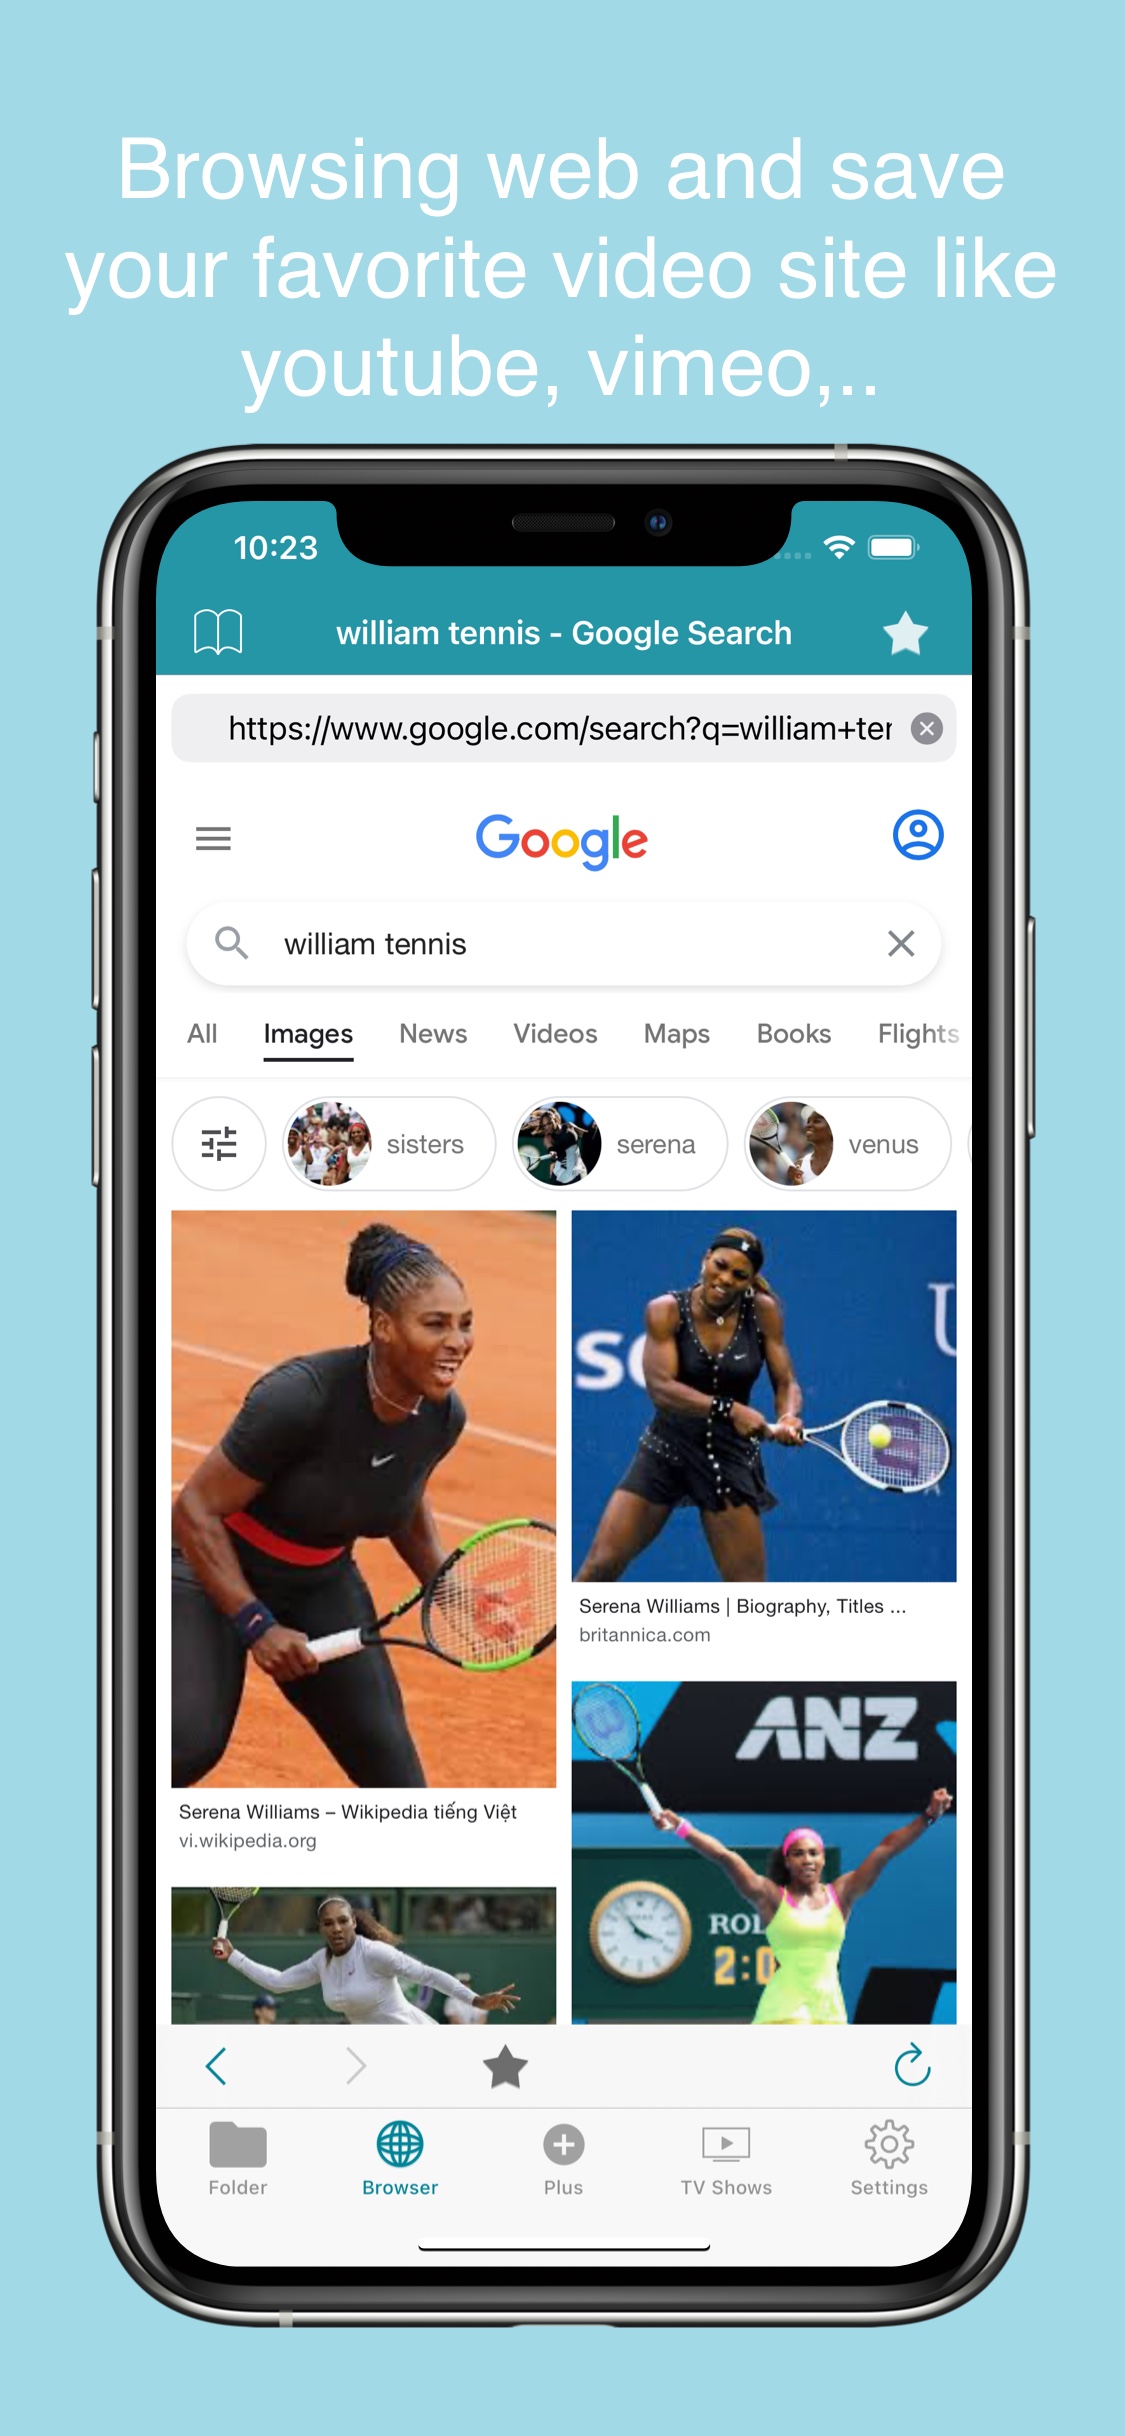 Browsing web and save
your favorite video site like
youtube, vimeo,..
10:23
william tennis - Google Search
https://www.google.com/search?q=william+ter
Google
william tennis
All Images News Videos Maps Books Flights
sisters serena venus
Serena Williams | Biography, Titles ...
britannica.com
ANZ
Serena Williams – Wikipedia tiếng Việt
vi.wikipedia.org
ROL
2:0
Folder Browser Plus TV Shows Settings